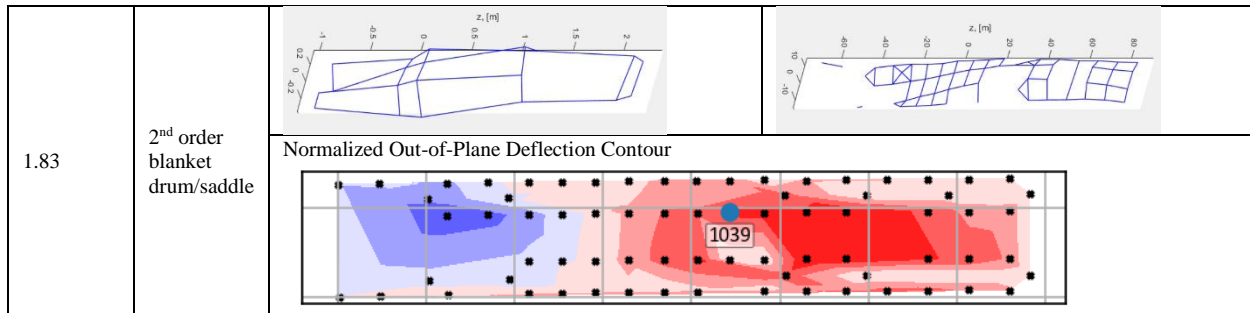 1.83
2nd order
blanket
drum/saddle
z, [m]
-1 -0.5 0 0.5 1 1.5 2
0.2
0
-0.2
z, [m]
-60 -40 -20 0 20 40 60 80
10
0
-10
Normalized Out-of-Plane Deflection Contour
1039